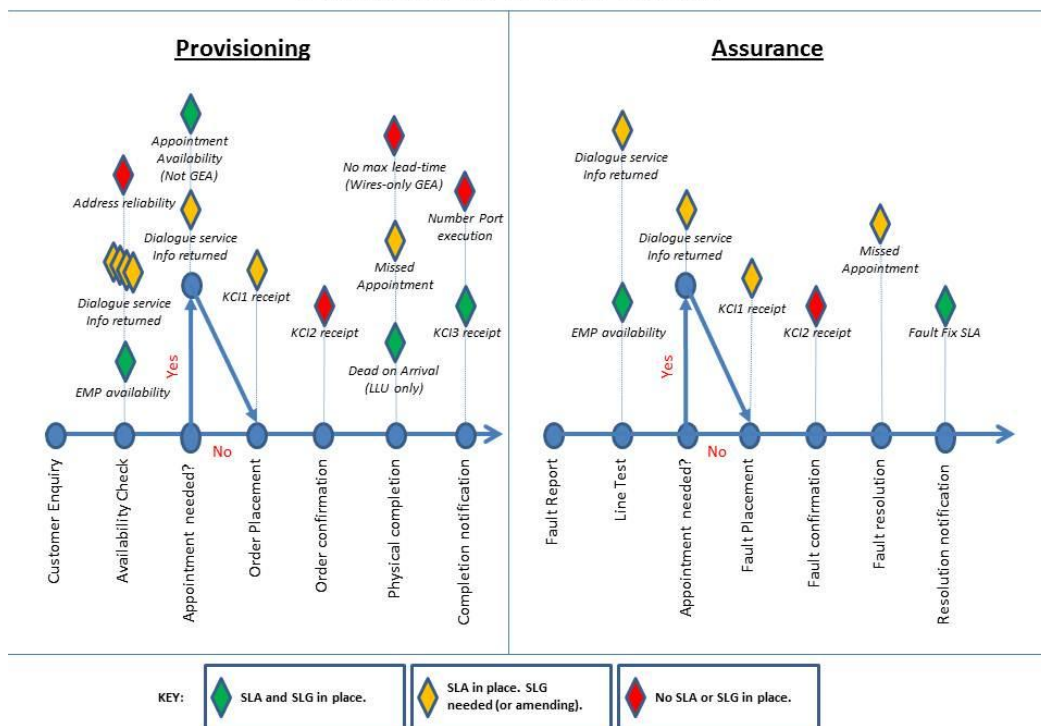 Provisioning
Appointment
Availability
(Not GEA)
Address reliability
Dialogue service
Info returned
Dialogue service
Info returned
EMP availability
Yes
No
KCI1 receipt
KCI2 receipt
No max lead-time
(Wires-only GEA)
Missed
Appointment
Dead on Arrival
(LLU only)
Number Port
execution
KCI3 receipt
Customer Enquiry
Availability Check
Appointment needed?
Order Placement
Order confirmation
Physical completion
Completion notification
Assurance
Dialogue service
Info returned
EMP availability
Dialogue service
Info returned
Yes
No
KCI1 receipt
KCI2 receipt
Missed
Appointment
Fault Fix SLA
Fault Report
Line Test
Appointment needed?
Fault Placement
Fault confirmation
Fault resolution
Resolution notification
KEY:
SLA and SLG in place.
SLA in place. SLG
needed (or amending).
No SLA or SLG in place.